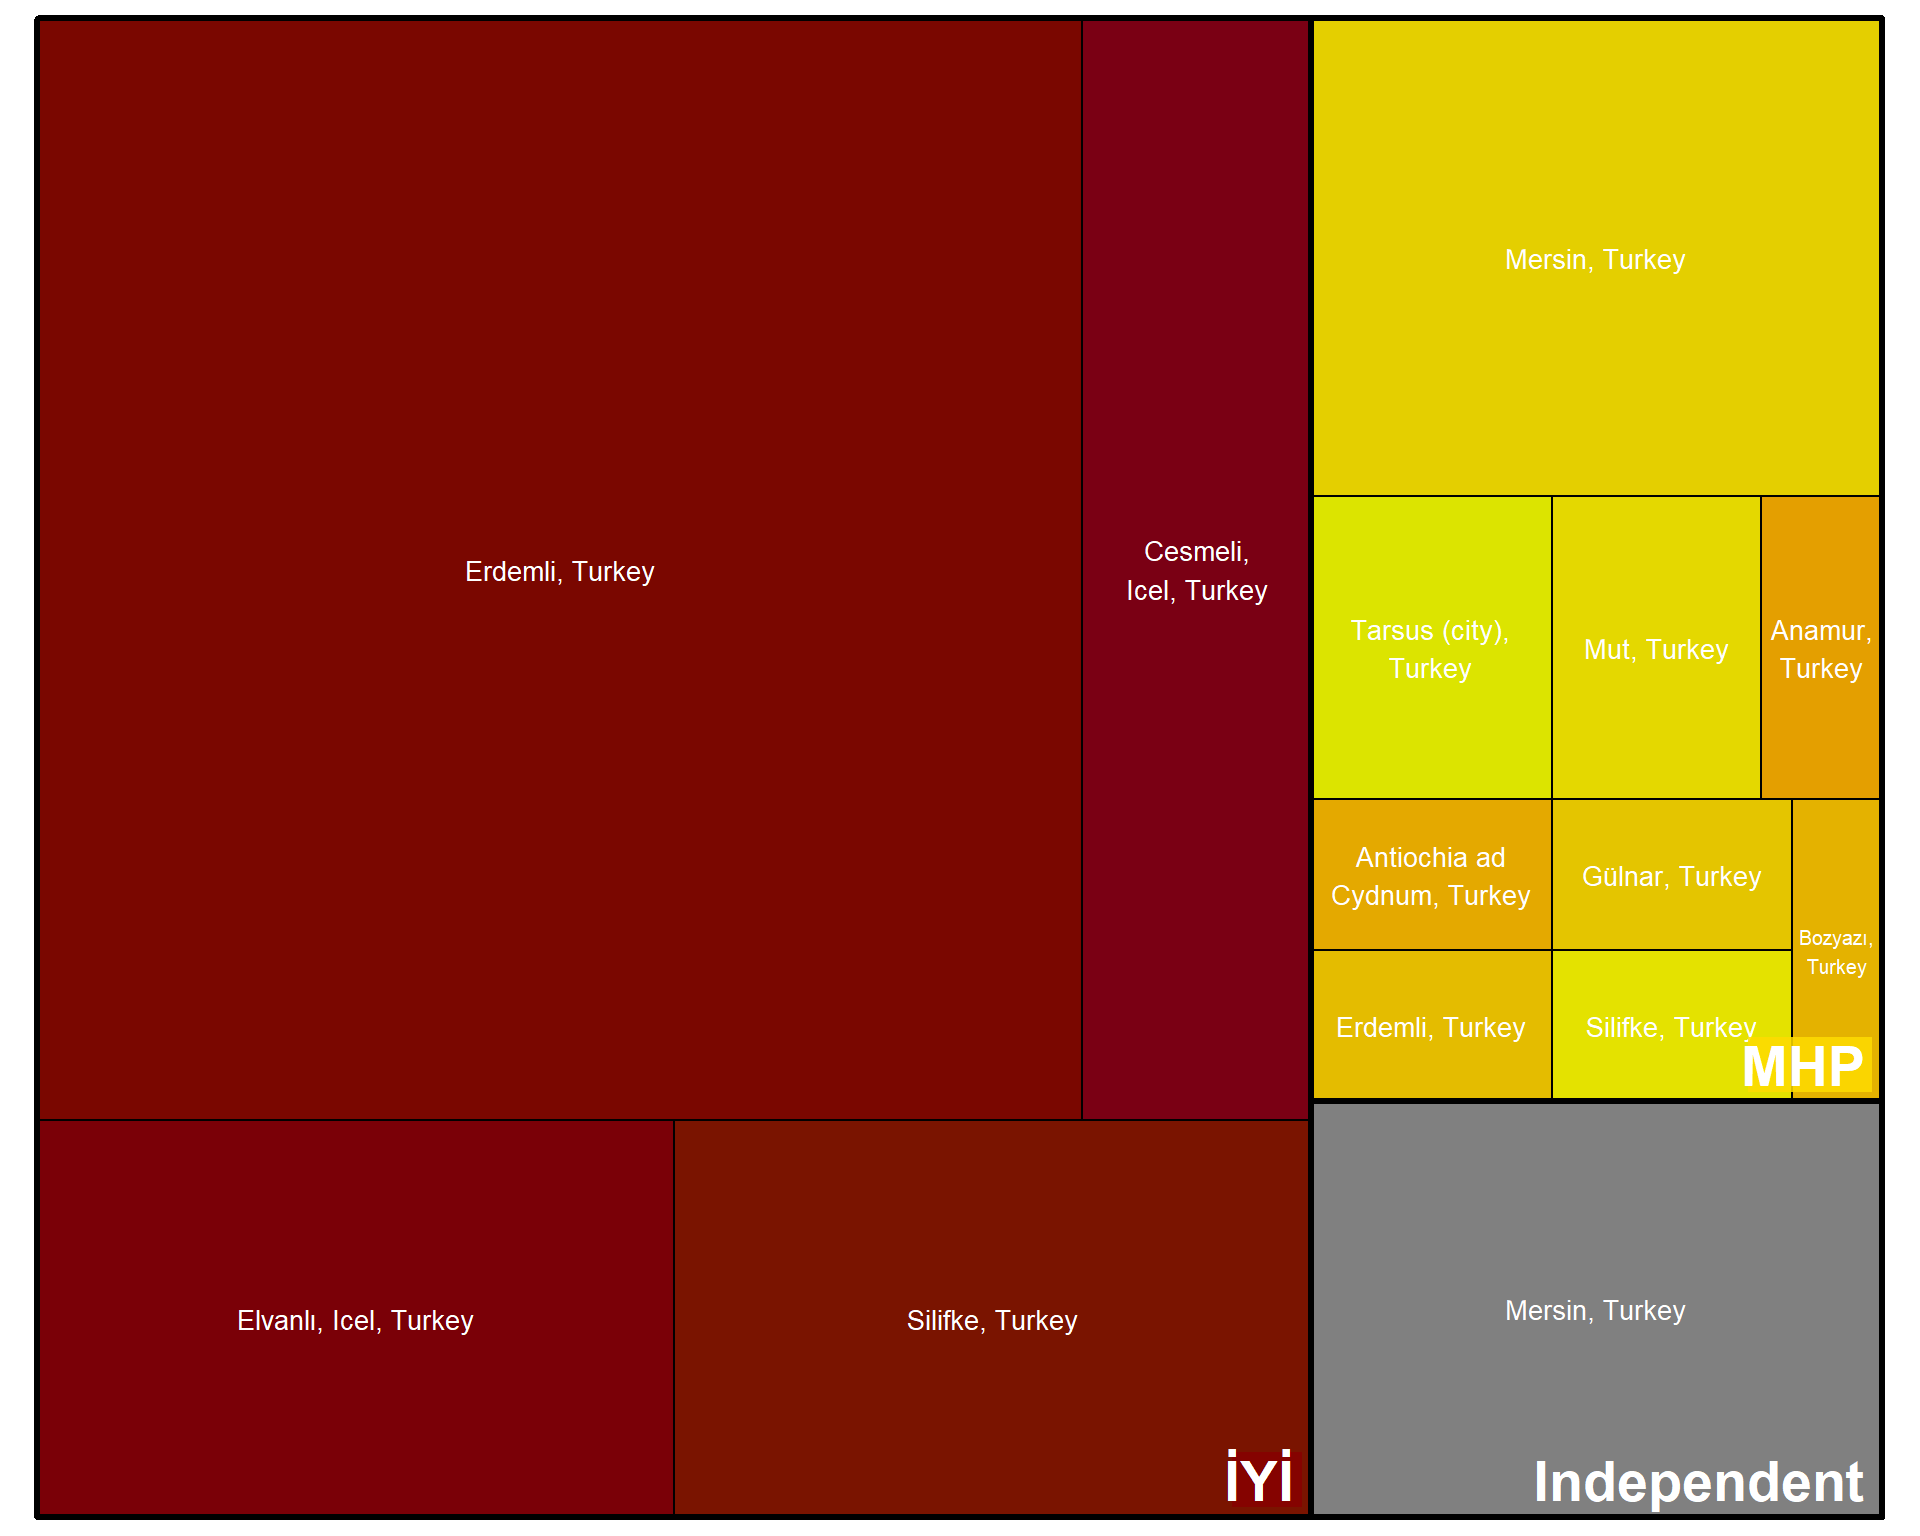 Erdemli, Turkey
Cesmeli,
Icel, Turkey
Elvanlı, Icel, Turkey
Silifke, Turkey
İYİ
Mersin, Turkey
Tarsus (city),
Turkey
Mut, Turkey
Anamur,
Turkey
Antiochia ad
Cydnum, Turkey
Gülnar, Turkey
Bozyazı,
Turkey
Erdemli, Turkey
Silifke, Turkey
MHP
Mersin, Turkey
Independent